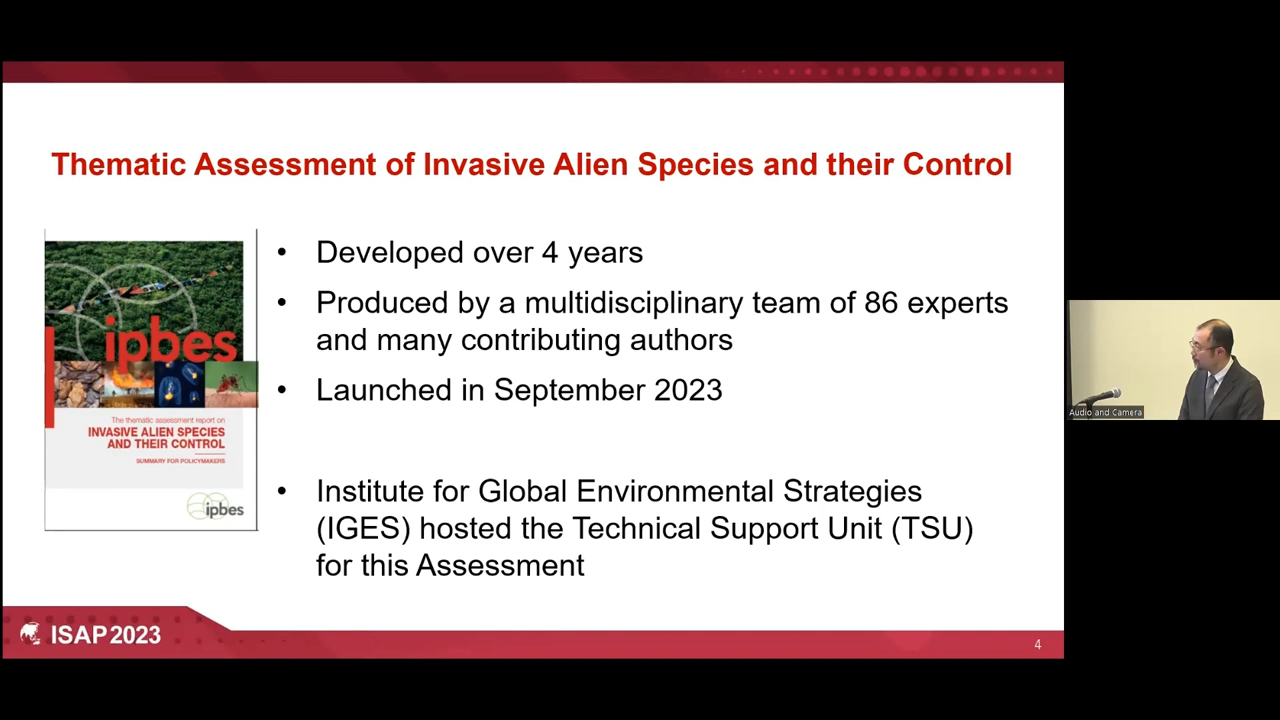 Thematic Assessment of Invasive Alien Species and their Control
ipbes
The thematic assessment report on
INVASIVE ALIEN SPECIES
AND THEIR CONTROL
SUMMARY FOR POLICYMAKERS
ipbes
• Developed over 4 years
• Produced by a multidisciplinary team of 86 experts
and many contributing authors
• Launched in September 2023
• Institute for Global Environmental Strategies
(IGES) hosted the Technical Support Unit (TSU)
for this Assessment
Audio and Camera
ISAP2023
4